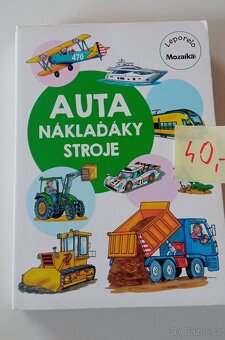 470
Leporelo
Mozaika
AUTA
NÁKLAĎÁKY
STROJE
40,-